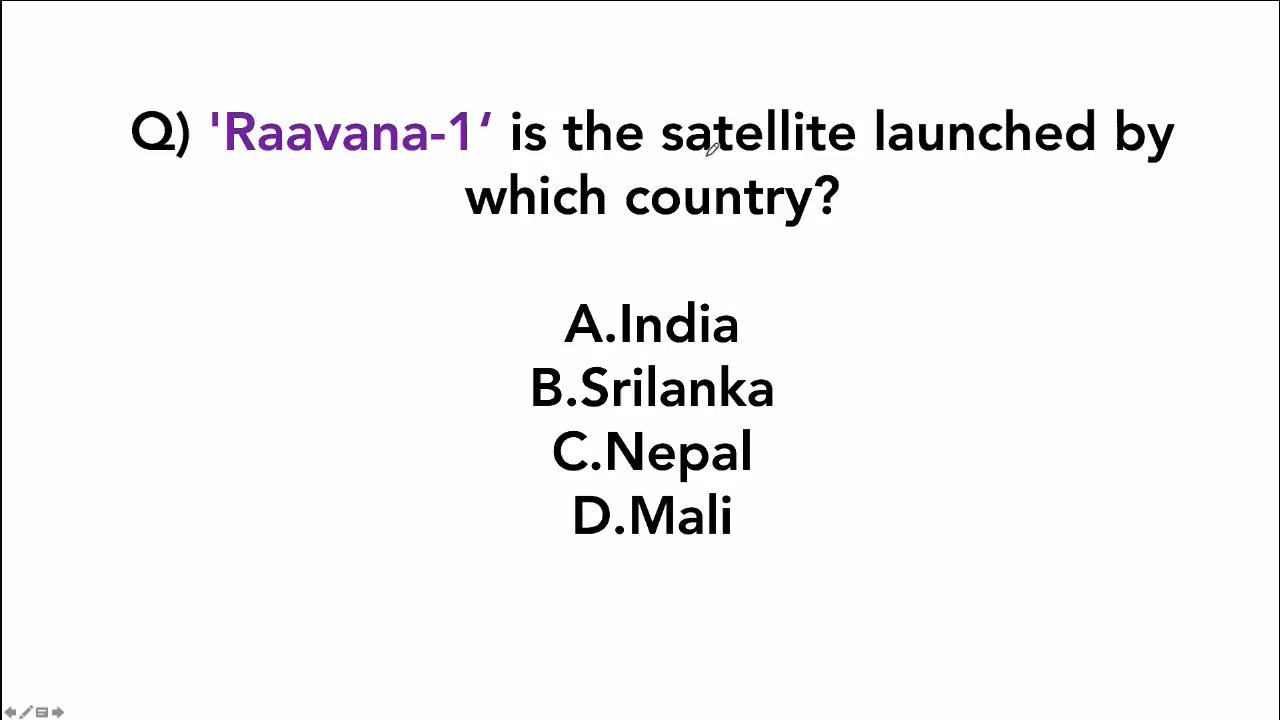 Q) 'Raavana-1‘ is the satellite launched by
which country?
A.India
B.Srilanka
C.Nepal
D.Mali